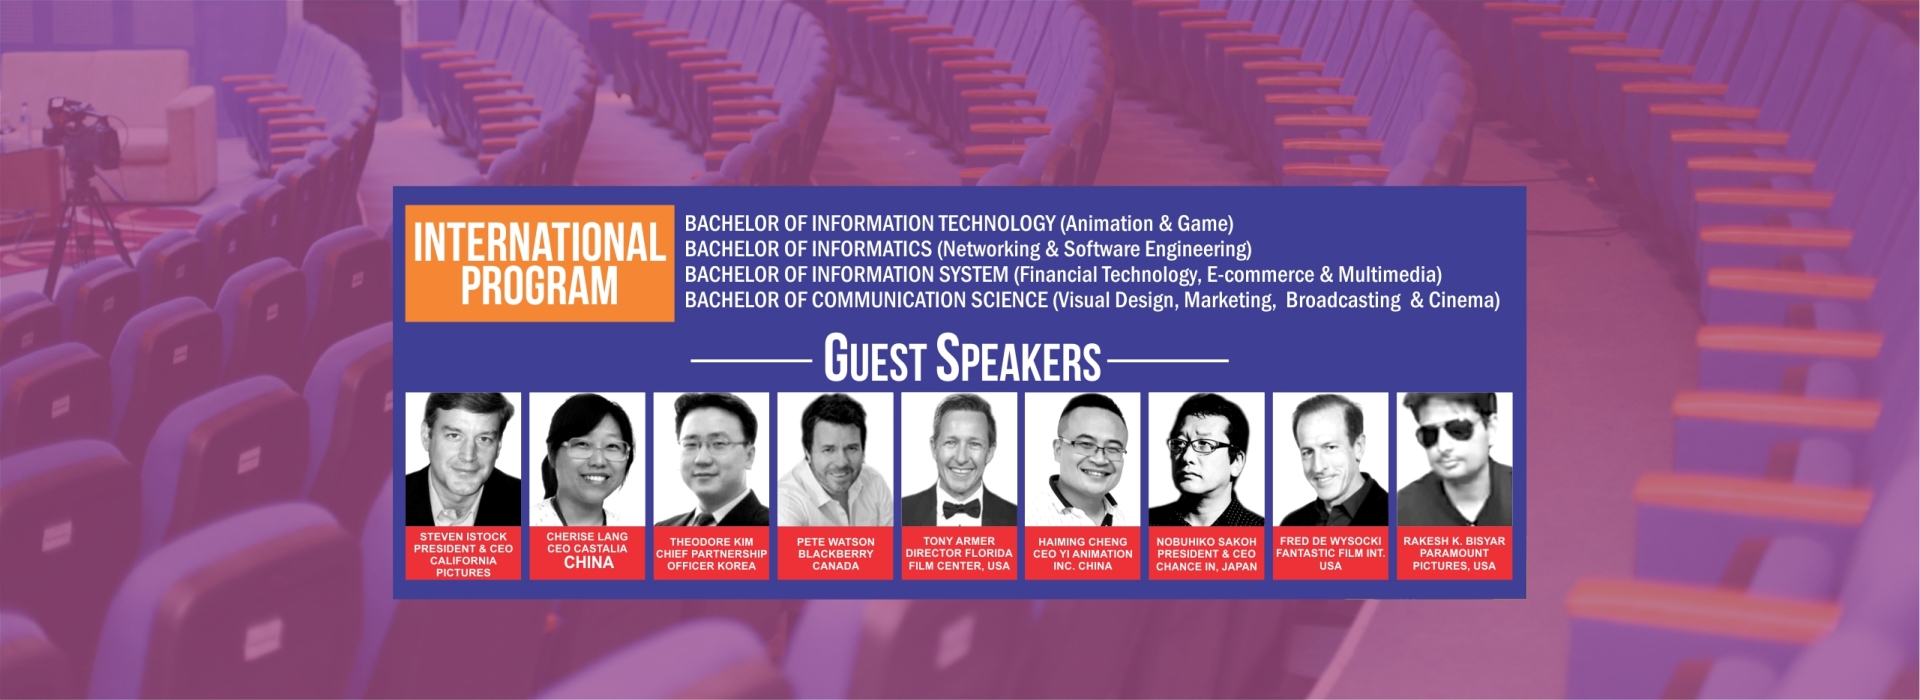 INTERNATIONAL
PROGRAM
BACHELOR OF INFORMATION TECHNOLOGY (Animation & Game)
BACHELOR OF INFORMATICS (Networking & Software Engineering)
BACHELOR OF INFORMATION SYSTEM (Financial Technology, E-commerce & Multimedia)
BACHELOR OF COMMUNICATION SCIENCE (Visual Design, Marketing, Broadcasting & Cinema)
GUEST SPEAKERS
STEVEN ISTOCK
PRESIDENT & CEO
CALIFORNIA
PICTURES
CHERISE LANG
CEO CASTALIA
CHINA
THEODORE KIM
CHIEF PARTNERSHIP
OFFICER KOREA
PETE WATSON
BLACKBERRY
CANADA
TONY ARMER
DIRECTOR FLORIDA
FILM CENTER, USA
HAIMING CHENG
CEO YI ANIMATION
INC. CHINA
NOBUHIKO SAKOH
PRESIDENT & CEO
CHANCE IN, JAPAN
FRED DE WYSOCKI
FANTASTIC FILM INT.
USA
RAKESH K. BISYAR
PARAMOUNT
PICTURES, USA